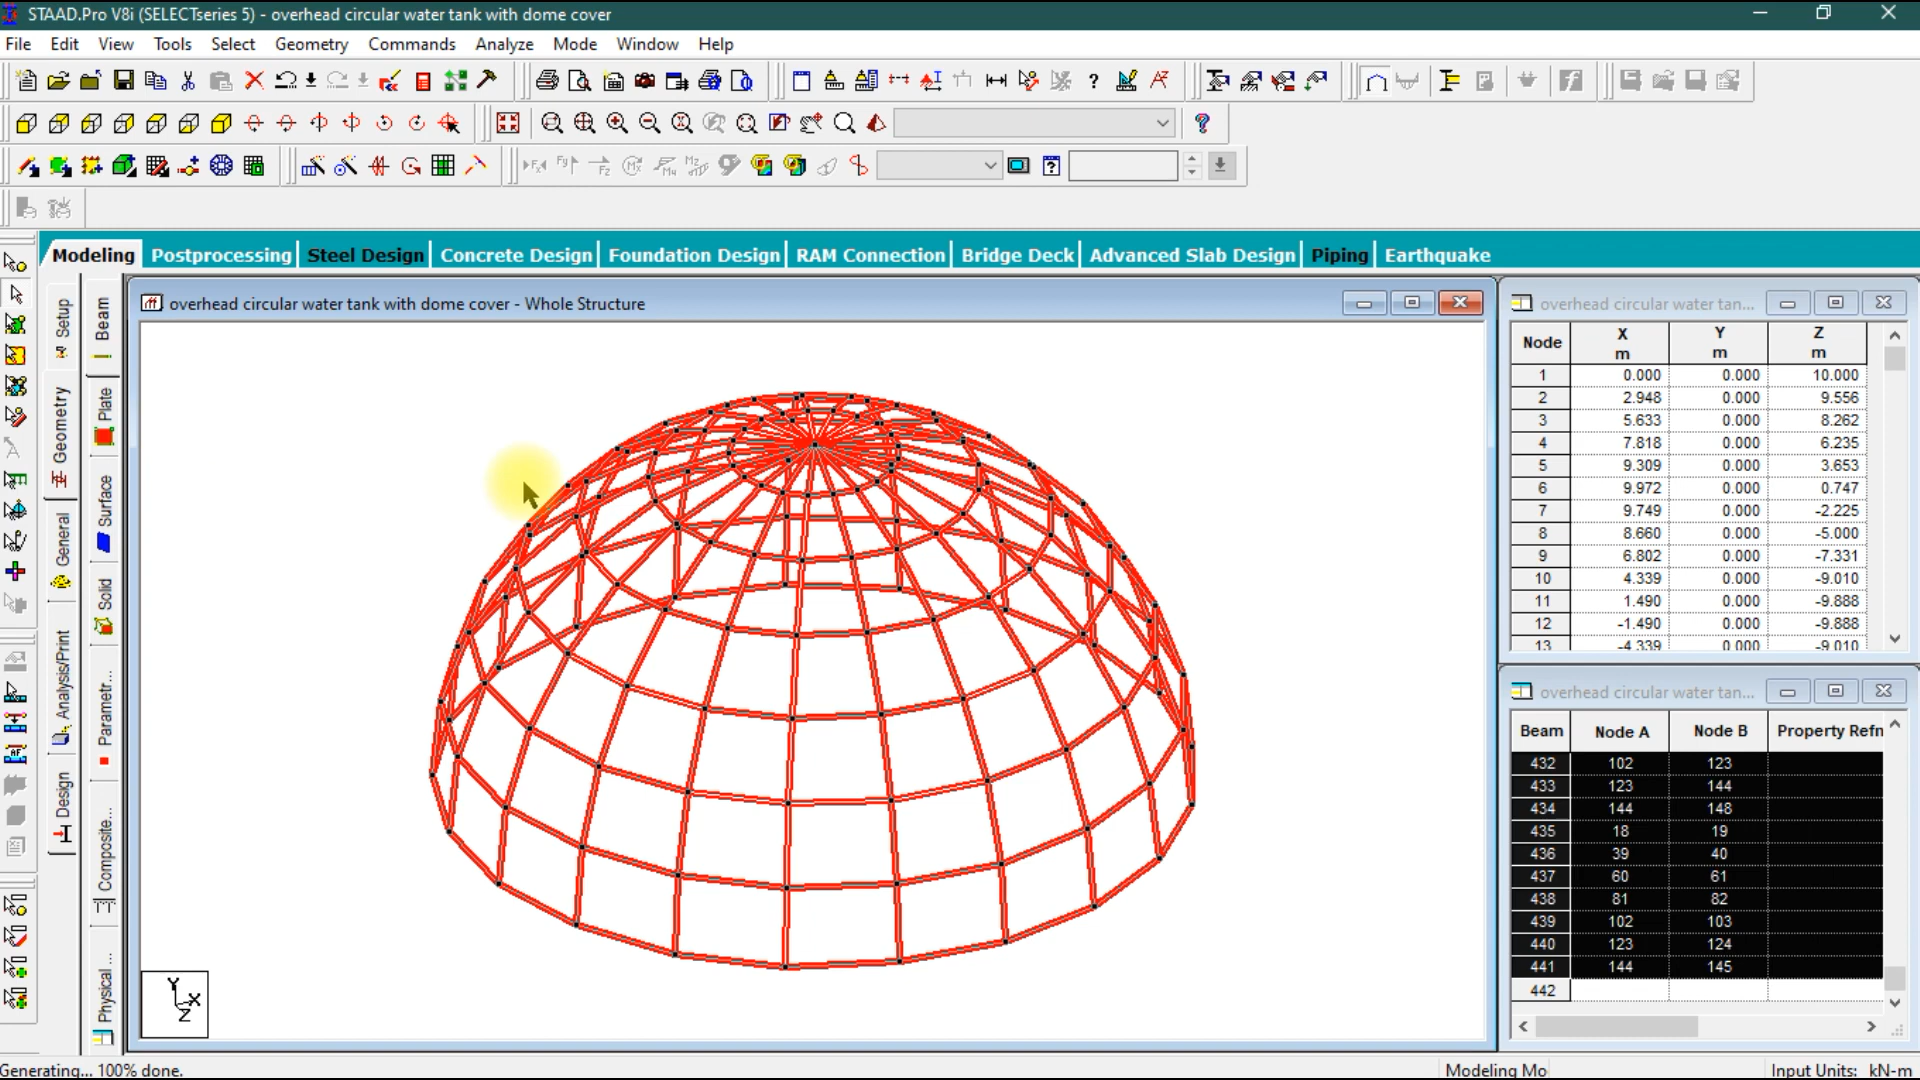 STAAD.Pro V8i (SELECTseries 5) - overhead circular water tank with dome cover
File Edit View Tools Select Geometry Commands Analyze Mode Window Help
Modeling Postprocessing Steel Design Concrete Design Foundation Design RAM Connection Bridge Deck Advanced Slab Design Piping Earthquake
Setup
Geometry
General
Analysis/Print
Design
Beam
Plate
Surface
Solid
Parametr...
Composite...
Physical ...
overhead circular water tank with dome cover - Whole Structure
Y
X
Z
overhead circular water tan...
Node X m Y m Z m
1 0.000 0.000 10.000
2 2.948 0.000 9.556
3 5.633 0.000 8.262
4 7.818 0.000 6.235
5 9.309 0.000 3.653
6 9.972 0.000 0.747
7 9.749 0.000 -2.225
8 8.660 0.000 -5.000
9 6.802 0.000 -7.331
10 4.339 0.000 -9.010
11 1.490 0.000 -9.888
12 -1.490 0.000 -9.888
13 -4.339 0.000 -9.010
overhead circular water tan...
Beam Node A Node B Property Refn
432 102 123
433 123 144
434 144 148
435 18 19
436 39 40
437 60 61
438 81 82
439 102 103
440 123 124
441 144 145
442
Generating... 100% done. Modeling Mo Input Units: kN-m